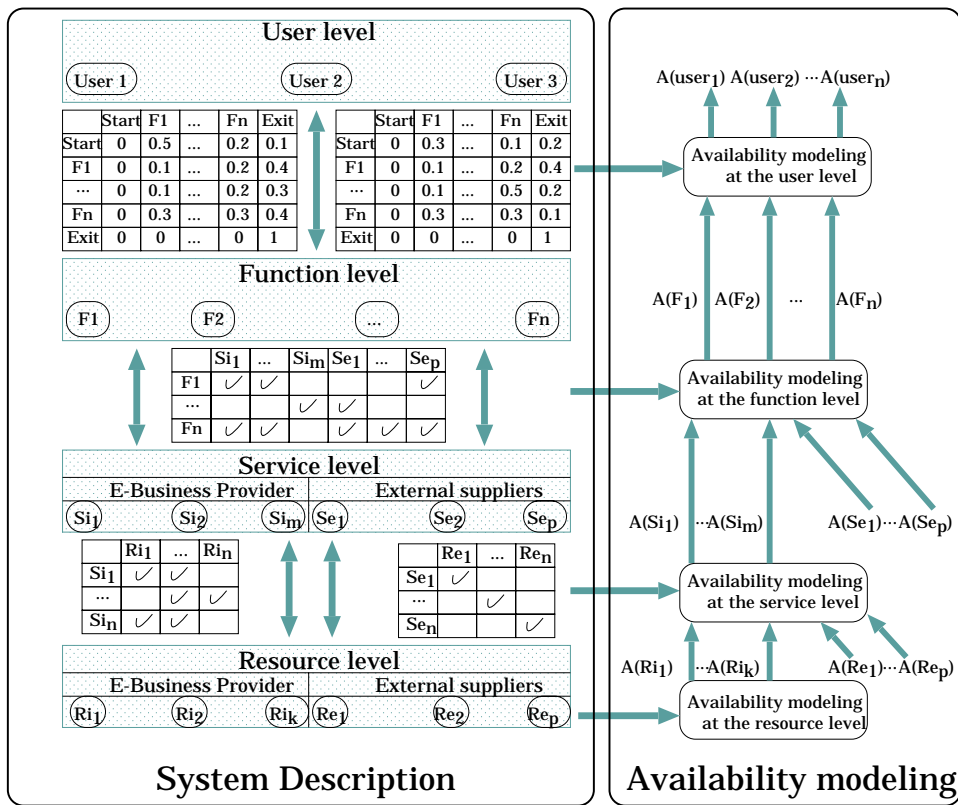 User level
User 1 User 2 User 3
Start F1 ... Fn Exit
Start 0 0.5 ... 0.2 0.1
F1 0 0.1 ... 0.2 0.4
... 0 0.1 ... 0.2 0.3
Fn 0 0.3 ... 0.3 0.4
Exit 0 0 ... 0 1
Start F1 ... Fn Exit
Start 0 0.3 ... 0.1 0.2
F1 0 0.1 ... 0.2 0.4
... 0 0.1 ... 0.5 0.2
Fn 0 0.3 ... 0.3 0.1
Exit 0 0 ... 0 1
Function level
F1 F2 ... Fn
Si1 ... Sim Se1 ... Sep
F1 ✓ ✓ ✓
... ✓ ✓
Fn ✓ ✓ ✓ ✓ ✓
Service level
E-Business Provider External suppliers
Si1 Si2 Sim Se1 Se2 Sep
Ri1 ... Rin
Si1 ✓ ✓
... ✓ ✓
Sin ✓ ✓
Re1 ... Ren
Se1 ✓
... ✓
Sen ✓
Resource level
E-Business Provider External suppliers
Ri1 Ri2 Rik Re1 Re2 Rep
System Description
A(user1) A(user2) ...A(usern)
Availability modeling
at the user level
A(F1) A(F2) ... A(Fn)
Availability modeling
at the function level
A(Si1) ...A(Sim) A(Se1)...A(Sep)
Availability modeling
at the service level
A(Ri1) ...A(Rik) A(Re1)...A(Rep)
Availability modeling
at the resource level
Availability modeling